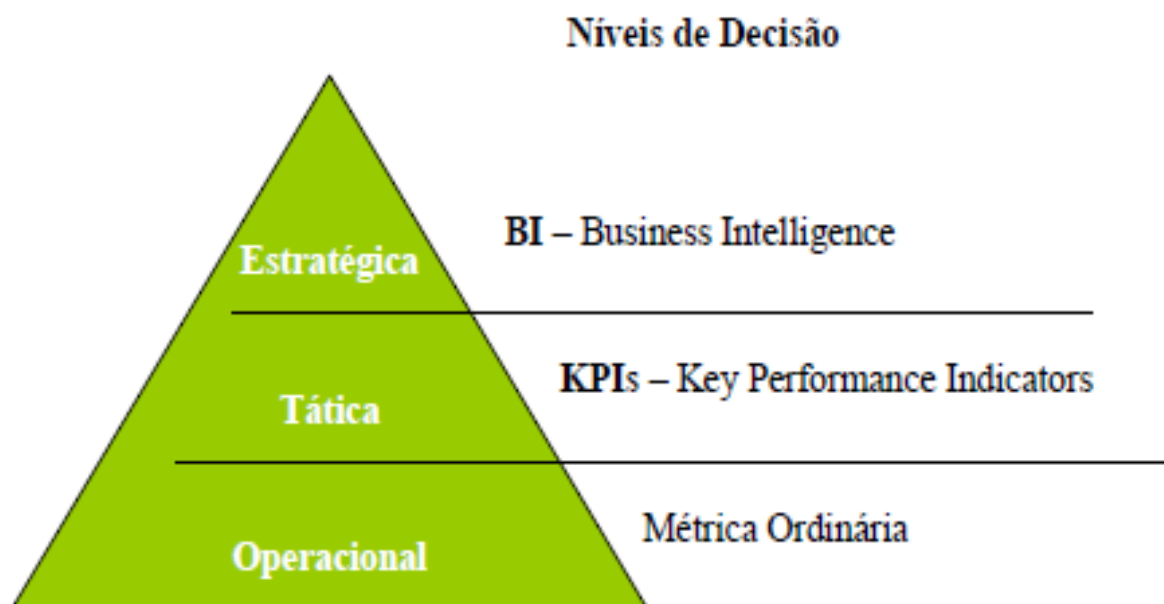 Níveis de Decisão
BI – Business Intelligence
Estratégica
KPIs – Key Performance Indicators
Tática
Métrica Ordinária
Operacional